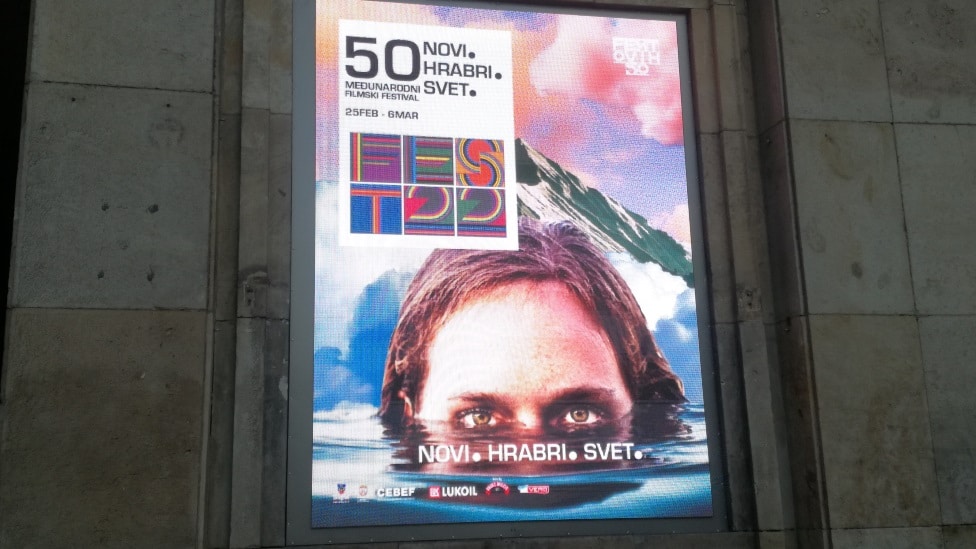 50 NOVI.
HRABRI.
MEĐUNARODNI SVET.
FILMSKI FESTIVAL
25FEB - 6MAR
FES
T22
NOVI. HRABRI. SVET.
CEBEF LUKOIL